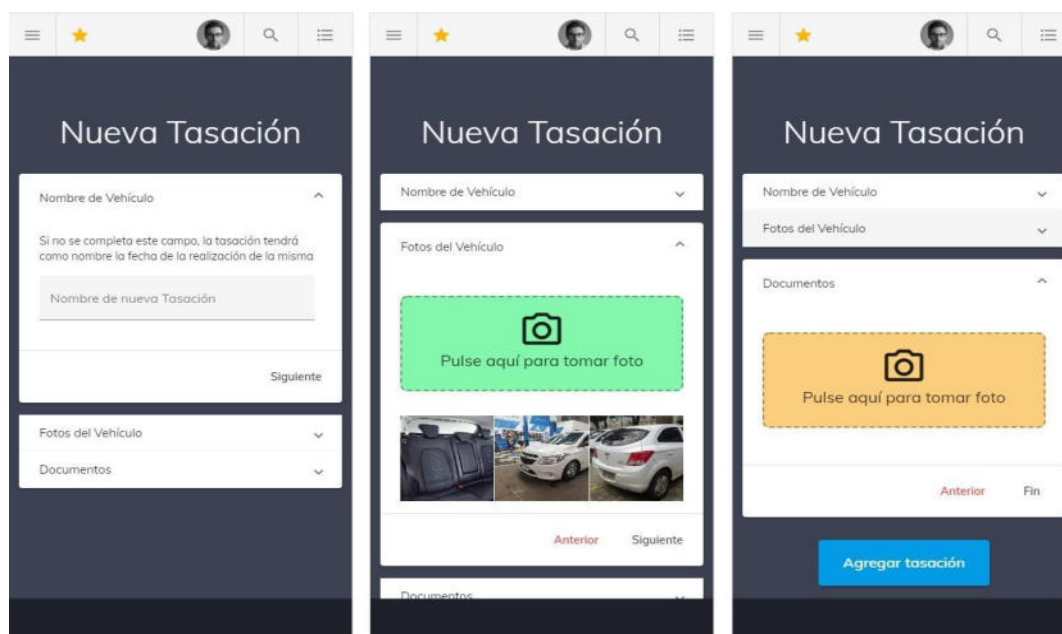 Nueva Tasación
Nombre de Vehículo
Si no se completa este campo, la tasación tendrá
como nombre la fecha de la realización de la misma
Nombre de nueva Tasación
Siguiente
Fotos del Vehículo
Documentos
Nueva Tasación
Nombre de Vehículo
Fotos del Vehículo
Pulse aquí para tomar foto
Anterior Siguiente
Documentos
Nueva Tasación
Nombre de Vehículo
Fotos del Vehículo
Documentos
Pulse aquí para tomar foto
Anterior Fin
Agregar tasación